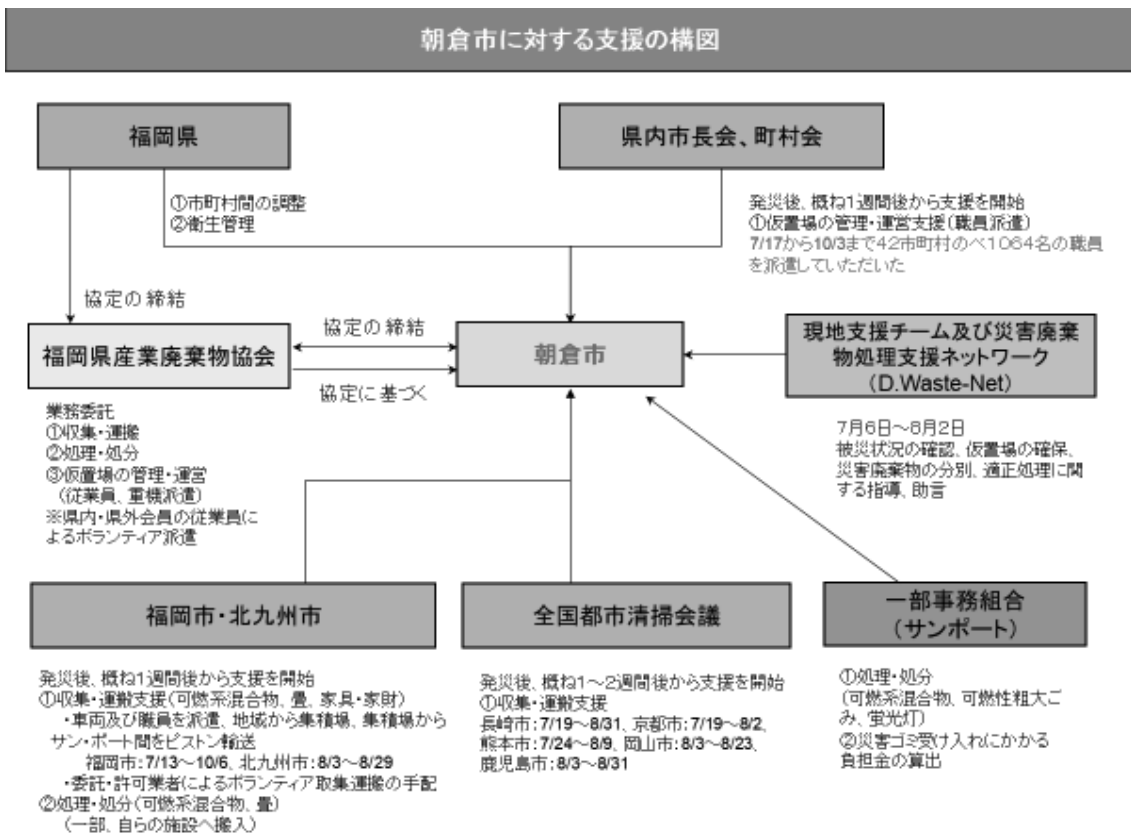 朝倉市に対する支援の構図
福岡県
県内市長会、町村会
①市町村間の調整
②衛生管理
発災後、概ね1週間後から支援を開始
①仮置場の管理・運営支援(職員派遣)
7/17から10/3まで42市町村のべ1064名の職員
を派遣していただいた
協定の締結
福岡県産業廃棄物協会
協定の締結
協定に基づく
朝倉市
現地支援チーム及び災害廃棄
物処理支援ネットワーク
(D.Waste-Net)
業務委託
①収集・運搬
②処理・処分
③仮置場の管理・運営
(従業員、重機派遣)
※県内・県外会員の従業員に
よるボランティア派遣
7月6日～8月2日
被災状況の確認、仮置場の確保、
災害廃棄物の分別、適正処理に関
する指導、助言
福岡市・北九州市
全国都市清掃会議
一部事務組合
(サンポート)
発災後、概ね1週間後から支援を開始
①収集・運搬支援(可燃系混合物、畳、家具・家財)
・車両及び職員を派遣、地域から集積場、集積場から
サン・ポート間をピストン輸送
福岡市:7/13～10/6、北九州市:8/3～8/29
・委託・許可業者によるボランティア収集運搬の手配
②処理・処分(可燃系混合物、畳)
(一部、自らの施設へ搬入)
発災後、概ね1～2週間後から支援を開始
①収集・運搬支援
長崎市:7/19～8/31、京都市:7/19～8/2、
熊本市:7/24～8/9、岡山市:8/3～8/23、
鹿児島市:8/3～8/31
①処理・処分
(可燃系混合物、可燃性粗大ご
み、蛍光灯)
②災害ゴミ受け入れにかかる
負担金の算出